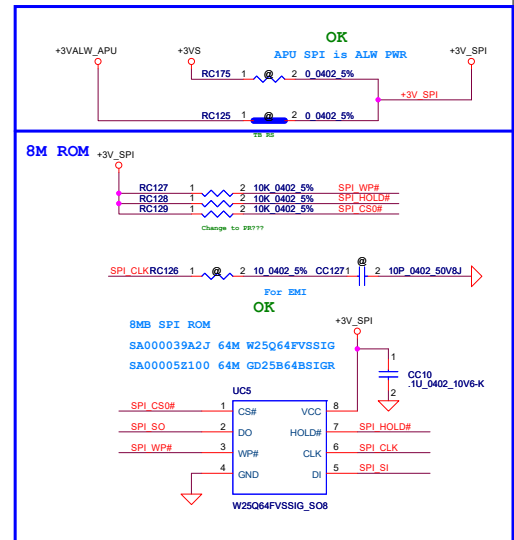 OK
APU SPI is ALW PWR
+3VALW_APU
+3VS
+3V_SPI
RC175 1 @ 2 0_0402_5%
+3V_SPI
RC125 1 @ 2 0_0402_5%
TB RS
8M ROM
+3V_SPI
RC127 1 2 10K_0402_5% SPI_WP#
RC128 1 2 10K_0402_5% SPI_HOLD#
RC129 1 2 10K_0402_5% SPI_CS0#
Change to PR???
SPI_CLK RC126 1 @ 2 10_0402_5% CC127 1 @ 2 10P_0402_50V8J
For EMI
OK
8MB SPI ROM
+3V_SPI
SA000039A2J 64M W25Q64FVSSIG
SA00005Z100 64M GD25B64BSIGR
1
CC10
.1U_0402_10V6-K
2
UC5
SPI_CS0# 1 CS# VCC 8
SPI_SO 2 DO HOLD# 7 SPI_HOLD#
SPI_WP# 3 WP# CLK 6 SPI_CLK
4 GND DI 5 SPI_SI
W25Q64FVSSIG_SO8